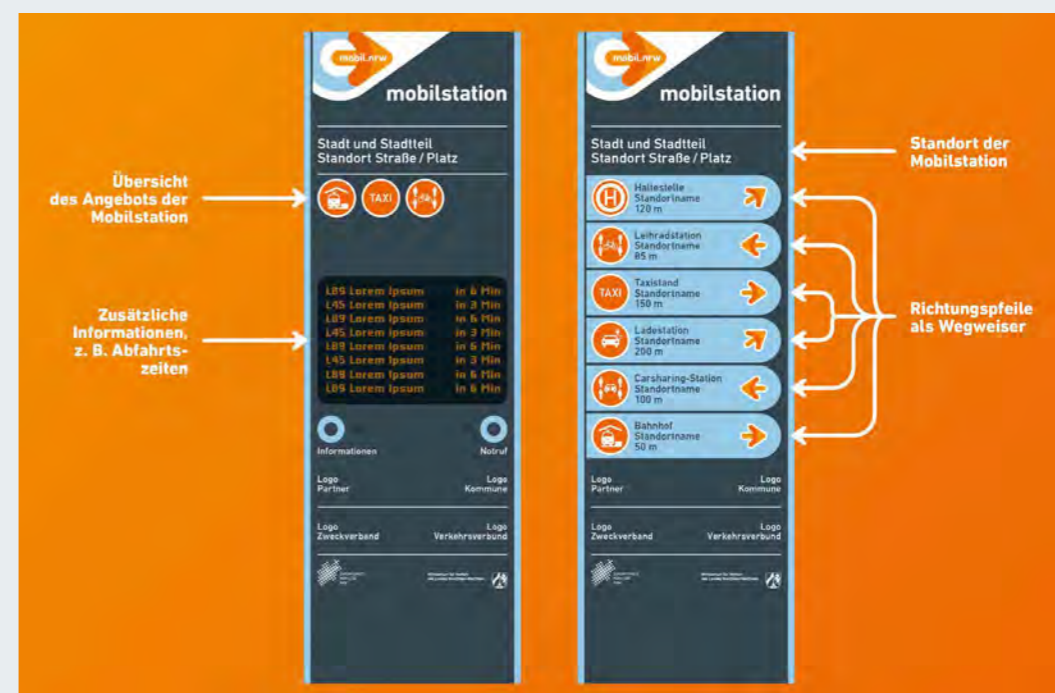 mobil.nrw
mobilstation
Stadt und Stadtteil
Standort Straße / Platz
TAXI
L89 Lorem Ipsum in 6 Min
L45 Lorem Ipsum in 3 Min
L89 Lorem Ipsum in 6 Min
L45 Lorem Ipsum in 3 Min
L89 Lorem Ipsum in 6 Min
L45 Lorem Ipsum in 3 Min
L89 Lorem Ipsum in 6 Min
L89 Lorem Ipsum in 6 Min
Informationen Notruf
Logo Logo
Partner Kommune
Logo Logo
Zweckverband Verkehrsverbund
Übersicht
des Angebots der
Mobilstation
Zusätzliche
Informationen,
z. B. Abfahrts-
zeiten
mobil.nrw
mobilstation
Stadt und Stadtteil
Standort Straße / Platz
H
Haltestelle
Standortname
120 m
Leihradstation
Standortname
85 m
TAXI
Taxistand
Standortname
150 m
Ladestation
Standortname
200 m
Carsharing-Station
Standortname
100 m
Bahnhof
Standortname
50 m
Logo Logo
Partner Kommune
Logo Logo
Zweckverband Verkehrsverbund
Standort der
Mobilstation
Richtungspfeile
als Wegweiser